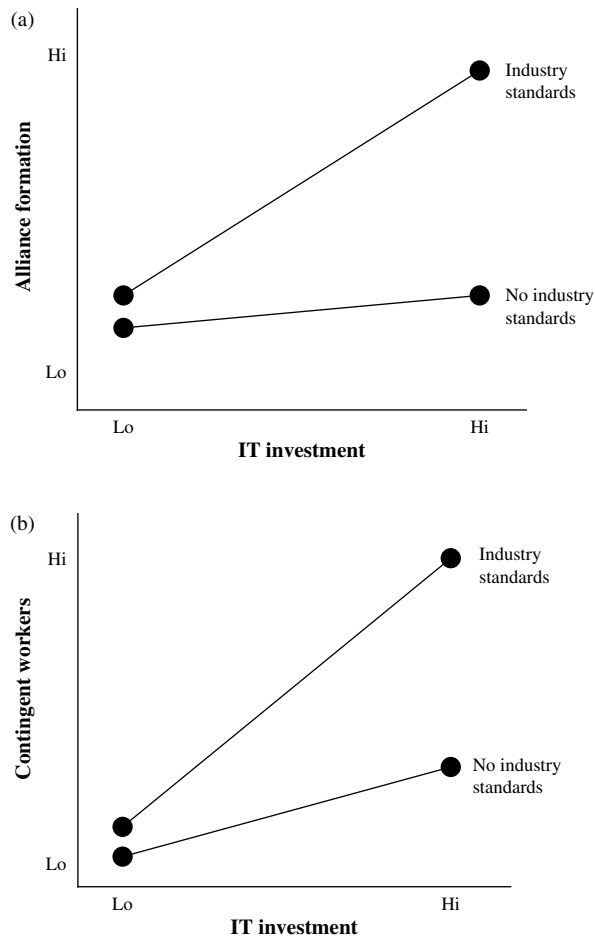 (a)
Hi
Industry
standards
Alliance formation
No industry
standards
Lo
Lo
Hi
IT investment
(b)
Hi
Industry
standards
Contingent workers
No industry
standards
Lo
Lo
Hi
IT investment